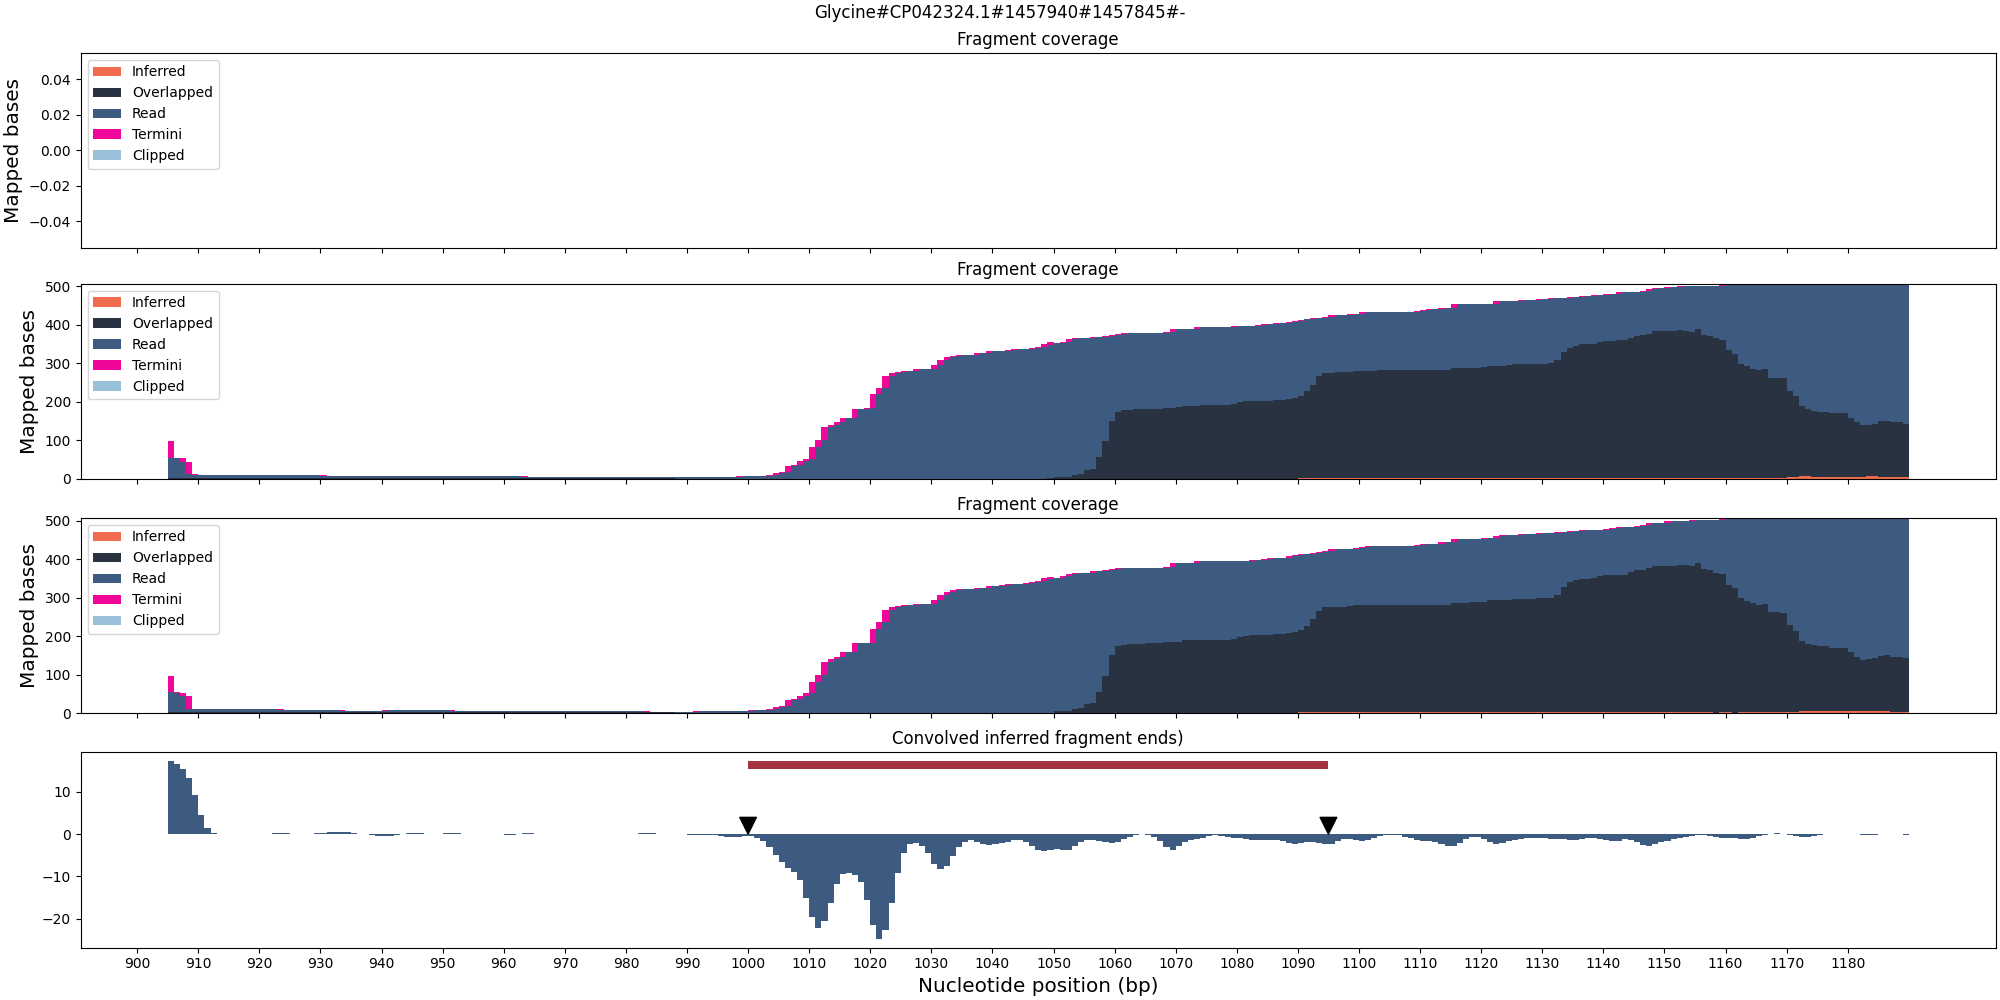 Glycine#CP042324.1#1457940#1457845#-
Fragment coverage
Mapped bases
0.04
0.02
0.00
−0.02
−0.04
Inferred
Overlapped
Read
Termini
Clipped
Fragment coverage
Mapped bases
500
400
300
200
100
0
Inferred
Overlapped
Read
Termini
Clipped
Fragment coverage
Mapped bases
500
400
300
200
100
0
Inferred
Overlapped
Read
Termini
Clipped
Convolved inferred fragment ends)
10
0
−10
−20
900 910 920 930 940 950 960 970 980 990 1000 1010 1020 1030 1040 1050 1060 1070 1080 1090 1100 1110 1120 1130 1140 1150 1160 1170 1180
Nucleotide position (bp)